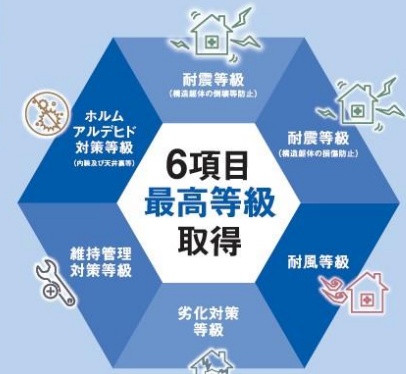 耐震等級
(構造躯体の倒壊等防止)
耐震等級
(構造躯体の損傷防止)
耐風等級
劣化対策
等級
維持管理
対策等級
ホルム
アルデヒド
対策等級
(内装及び天井裏等)
6項目
最高等級
取得